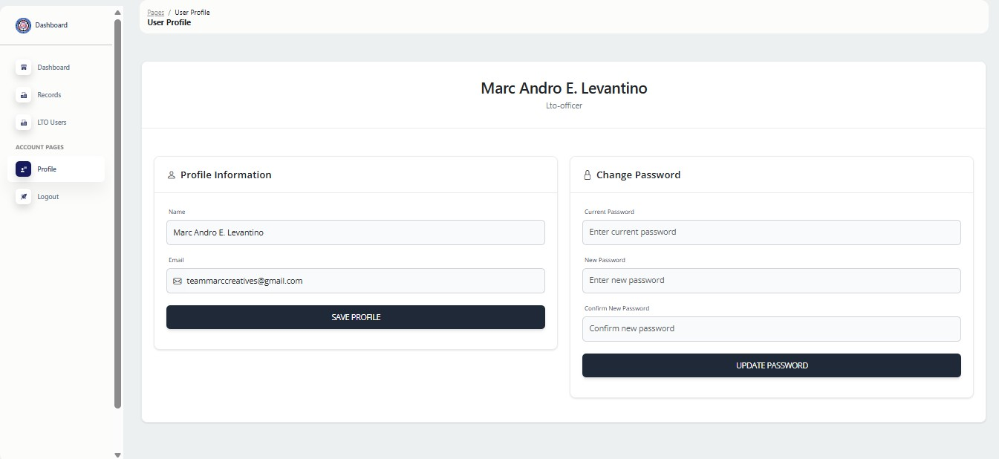 Dashboard
Dashboard
Records
LTO Users
ACCOUNT PAGES
Profile
Logout
Pages / User Profile
User Profile
Marc Andro E. Levantino
Lto-officer
Profile Information
Name
Marc Andro E. Levantino
Email
teammarccreatives@gmail.com
SAVE PROFILE
Change Password
Current Password
Enter current password
New Password
Enter new password
Confirm New Password
Confirm new password
UPDATE PASSWORD